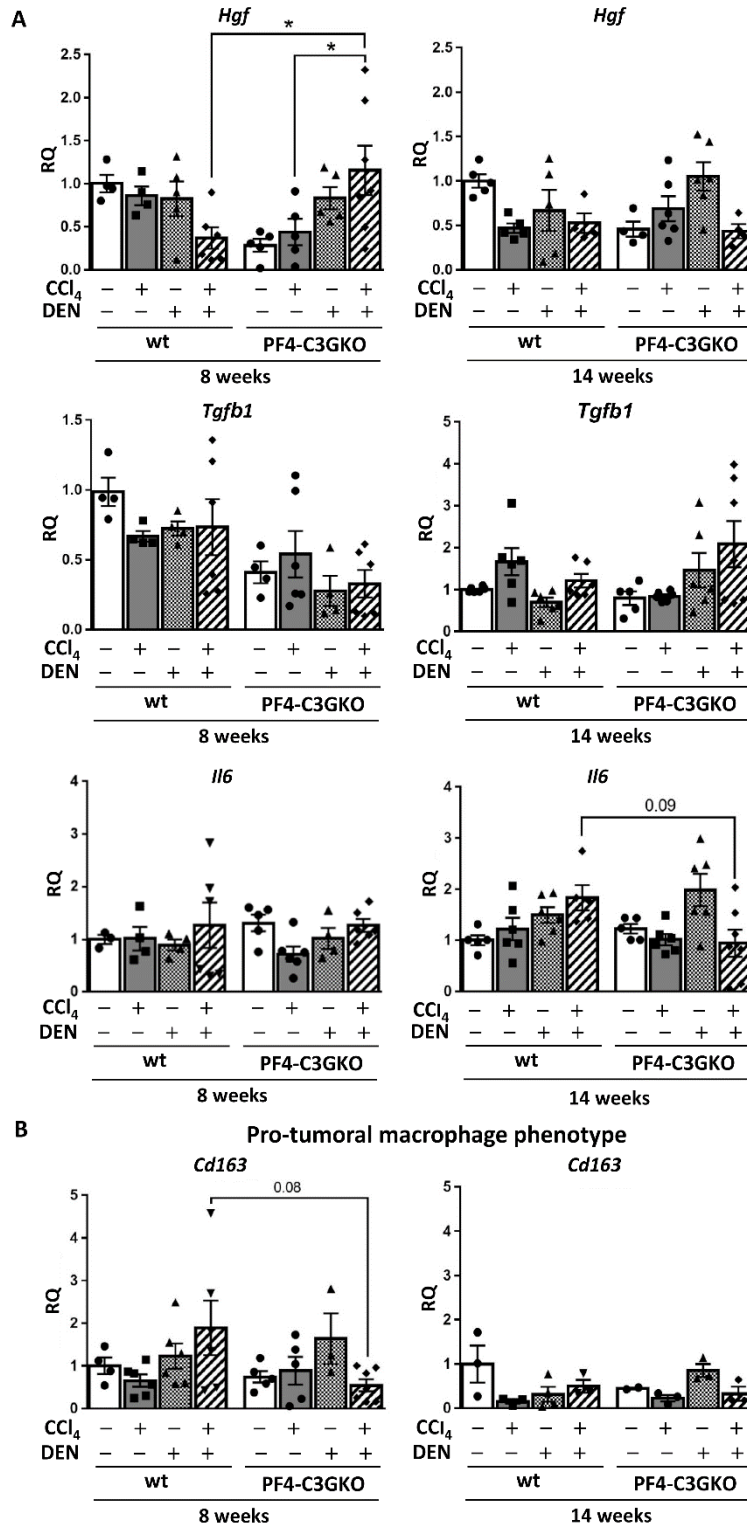 A
Hgf
Hgf
*
*
RQ
2.5
2.0
1.5
1.0
0.5
0.0
RQ
2.5
2.0
1.5
1.0
0.5
0.0
CCl4 – + – + – + – +
DEN – – + + – – + +
wt PF4-C3GKO
8 weeks
CCl4 – + – + – + – +
DEN – – + + – – + +
wt PF4-C3GKO
14 weeks
Tgfb1
Tgfb1
RQ
1.5
1.0
0.5
0.0
RQ
5
4
3
2
1
0
CCl4 – + – + – + – +
DEN – – + + – – + +
wt PF4-C3GKO
8 weeks
CCl4 – + – + – + – +
DEN – – + + – – + +
wt PF4-C3GKO
14 weeks
Il6
Il6
0.09
RQ
4
3
2
1
0
RQ
4
3
2
1
0
CCl4 – + – + – + – +
DEN – – + + – – + +
wt PF4-C3GKO
8 weeks
CCl4 – + – + – + – +
DEN – – + + – – + +
wt PF4-C3GKO
14 weeks
B
Pro-tumoral macrophage phenotype
Cd163
Cd163
0.08
RQ
5
4
3
2
1
0
RQ
5
4
3
2
1
0
CCl4 – + – + – + – +
DEN – – + + – – + +
wt PF4-C3GKO
8 weeks
CCl4 – + – + – + – +
DEN – – + + – – + +
wt PF4-C3GKO
14 weeks